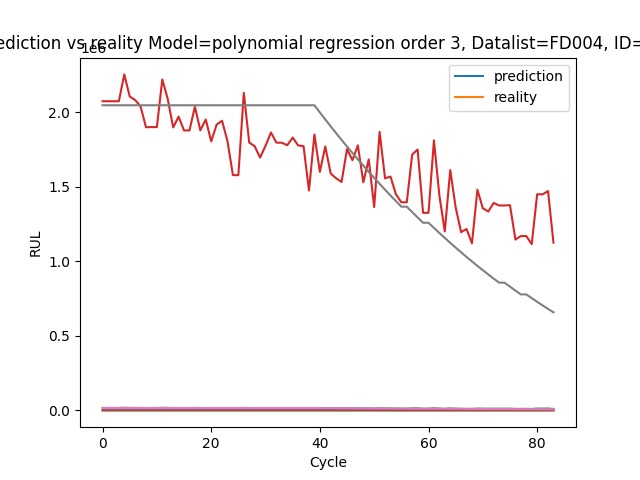 ediction vs reality Model=polynomial regression order 3, Datalist=FD004, ID=
1e6
prediction
reality
2.0
1.5
1.0
0.5
0.0
RUL
0 20 40 60 80
Cycle